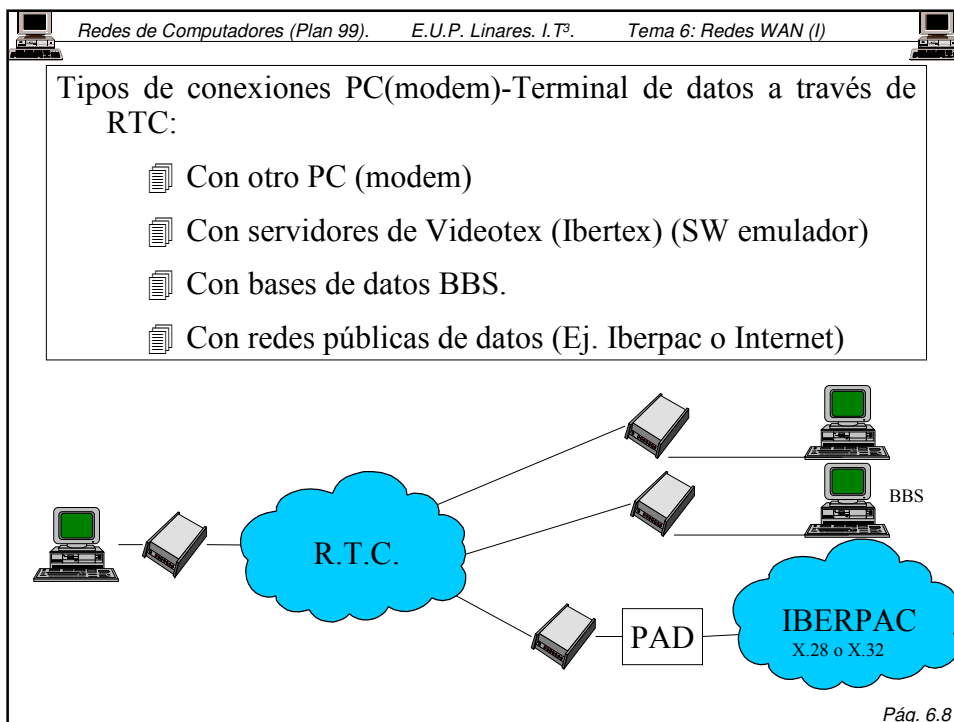 Redes de Computadores (Plan 99). E.U.P. Linares. I.T³. Tema 6: Redes WAN (I)
Tipos de conexiones PC(modem)-Terminal de datos a través de
RTC:
Con otro PC (modem)
Con servidores de Videotex (Ibertex) (SW emulador)
Con bases de datos BBS.
Con redes públicas de datos (Ej. Iberpac o Internet)
BBS
R.T.C.
PAD
IBERPAC
X.28 o X.32
Pág. 6.8